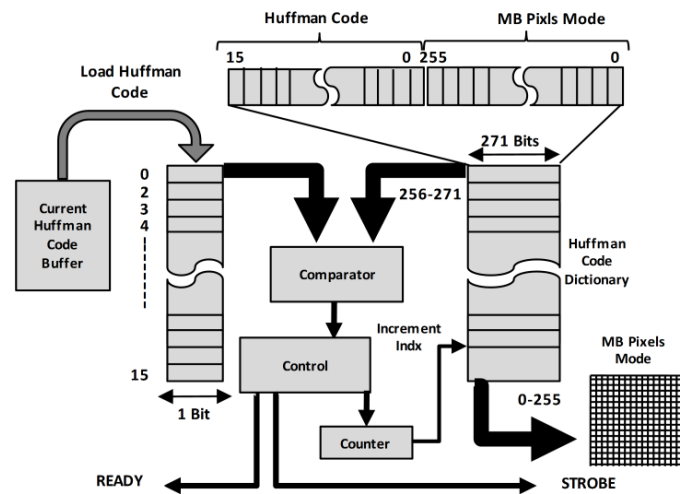 Huffman Code
MB Pixls Mode
15
0
255
0
Load Huffman
Code
271 Bits
0
2
3
4
15
Current
Huffman
Code
Buffer
256-271
Comparator
Huffman
Code
Dictionary
Increment
Indx
Control
MB Pixels
Mode
1 Bit
0-255
Counter
READY
STROBE